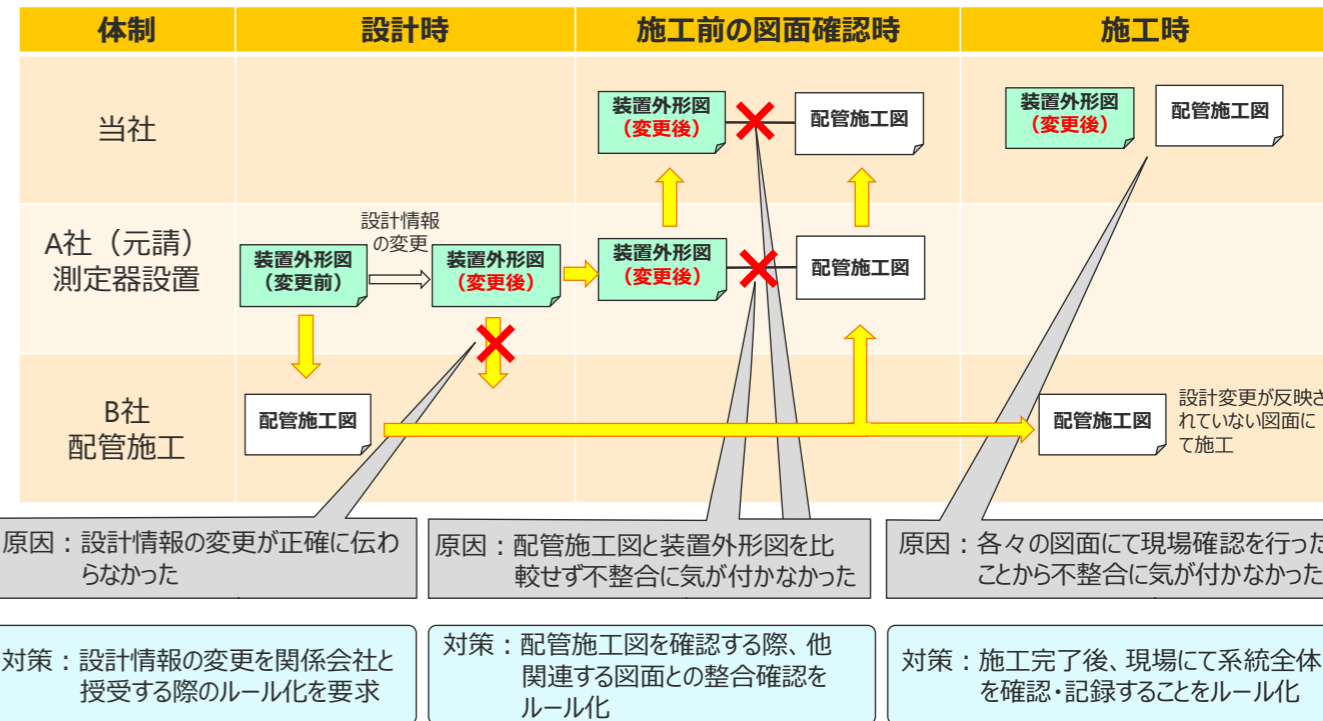 体制
設計時
施工前の図面確認時
施工時
当社
装置外形図
（変更後）
配管施工図
装置外形図
（変更後）
配管施工図
A社（元請）
測定器設置
装置外形図
（変更前）
設計情報
の変更
装置外形図
（変更後）
装置外形図
（変更後）
配管施工図
B社
配管施工
配管施工図
配管施工図
設計変更が反映さ
れていない図面に
て施工
原因：設計情報の変更が正確に伝わ
らなかった
原因：配管施工図と装置外形図を比
較せず不整合に気が付かなかった
原因：各々の図面にて現場確認を行った
ことから不整合に気が付かなかった
対策：設計情報の変更を関係会社と
授受する際のルール化を要求
対策：配管施工図を確認する際、他
関連する図面との整合確認を
ルール化
対策：施工完了後、現場にて系統全体
を確認・記録することをルール化